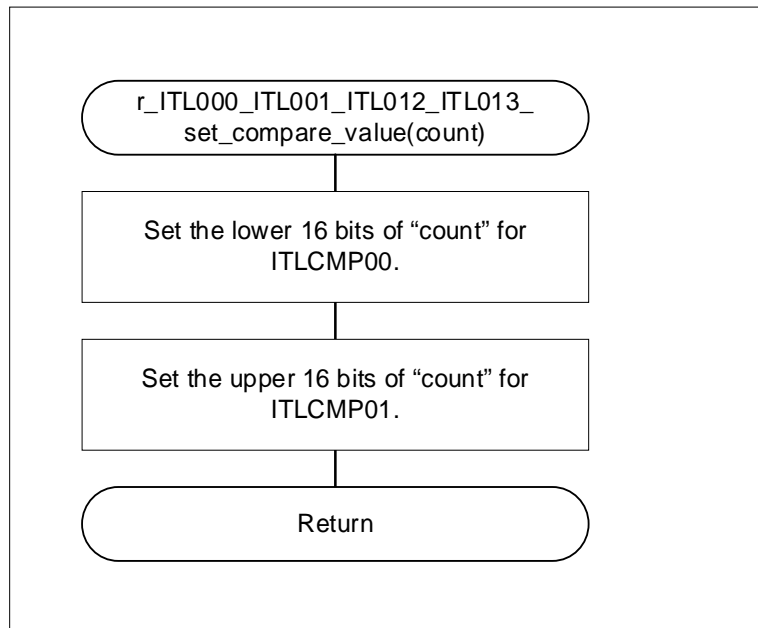 r_ITL000_ITL001_ITL012_ITL013_
set_compare_value(count)
Set the lower 16 bits of “count” for
ITLCMP00.
Set the upper 16 bits of “count” for
ITLCMP01.
Return